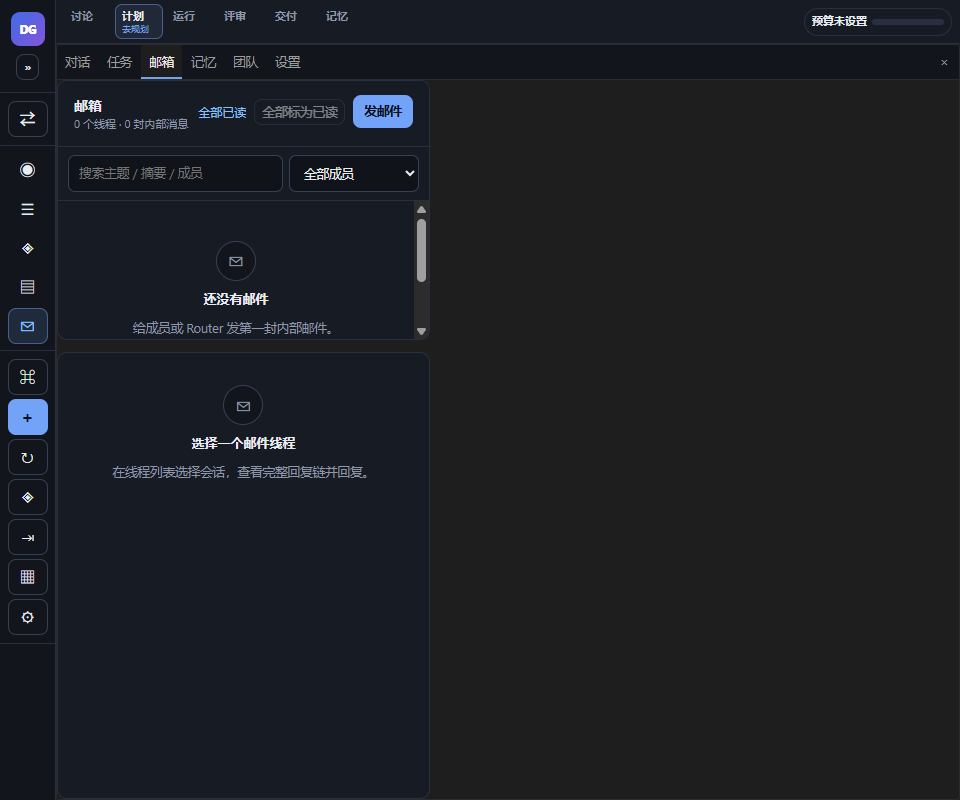 DG
»
讨论
计划
去规划
运行
评审
交付
记忆
预算未设置
对话
任务
邮箱
记忆
团队
设置
×
邮箱
0 个线程 · 0 封内部消息
全部已读
全部标为已读
发邮件
搜索主题 / 摘要 / 成员
全部成员
还没有邮件
给成员或 Router 发第一封内部邮件。
选择一个邮件线程
在线程列表选择会话，查看完整回复链并回复。